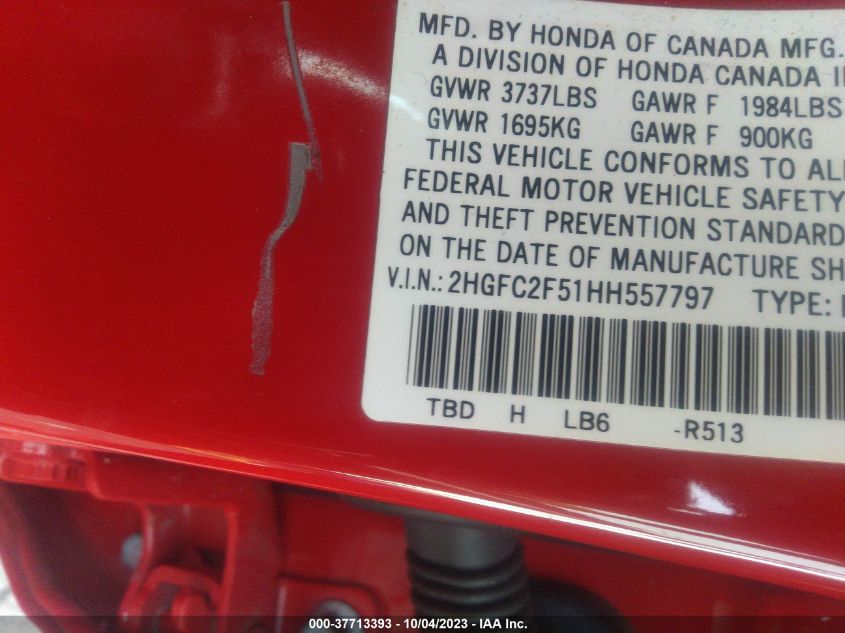 MFD. BY HONDA OF CANADA MFG.
A DIVISION OF HONDA CANADA
GVWR 3737LBS GAWR F 1984LBS
GVWR 1695KG GAWR F 900KG
THIS VEHICLE CONFORMS TO
FEDERAL MOTOR VEHICLE SAFETY
AND THEFT PREVENTION STANDARD
ON THE DATE OF MANUFACTURE
V.I.N.: 2HGFC2F51HH557797 TYPE:
TBD H LB6 -R513
000-37713393 - 10/04/2023 - IAA Inc.